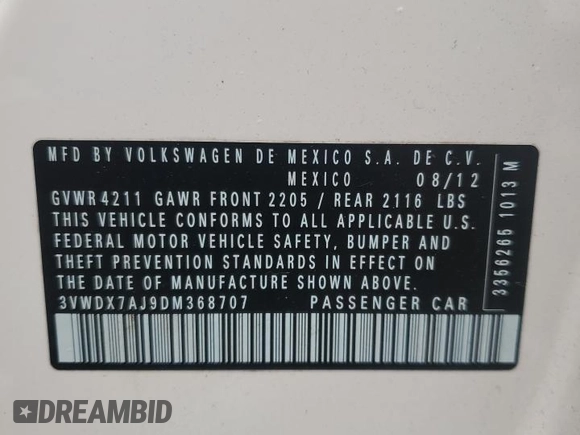 MFD BY VOLKSWAGEN DE MEXICO S.A. DE C.V.
MEXICO 08/12
GVWR 4211 GAWR FRONT 2205 / REAR 2116 LBS
THIS VEHICLE CONFORMS TO ALL APPLICABLE U.S.
FEDERAL MOTOR VEHICLE SAFETY, BUMPER AND
THEFT PREVENTION STANDARDS IN EFFECT ON
THE DATE OF MANUFACTURE SHOWN ABOVE.
3VWDX7AJ9DM368707 PASSENGER CAR
3356265 1013 M
DREAMBID